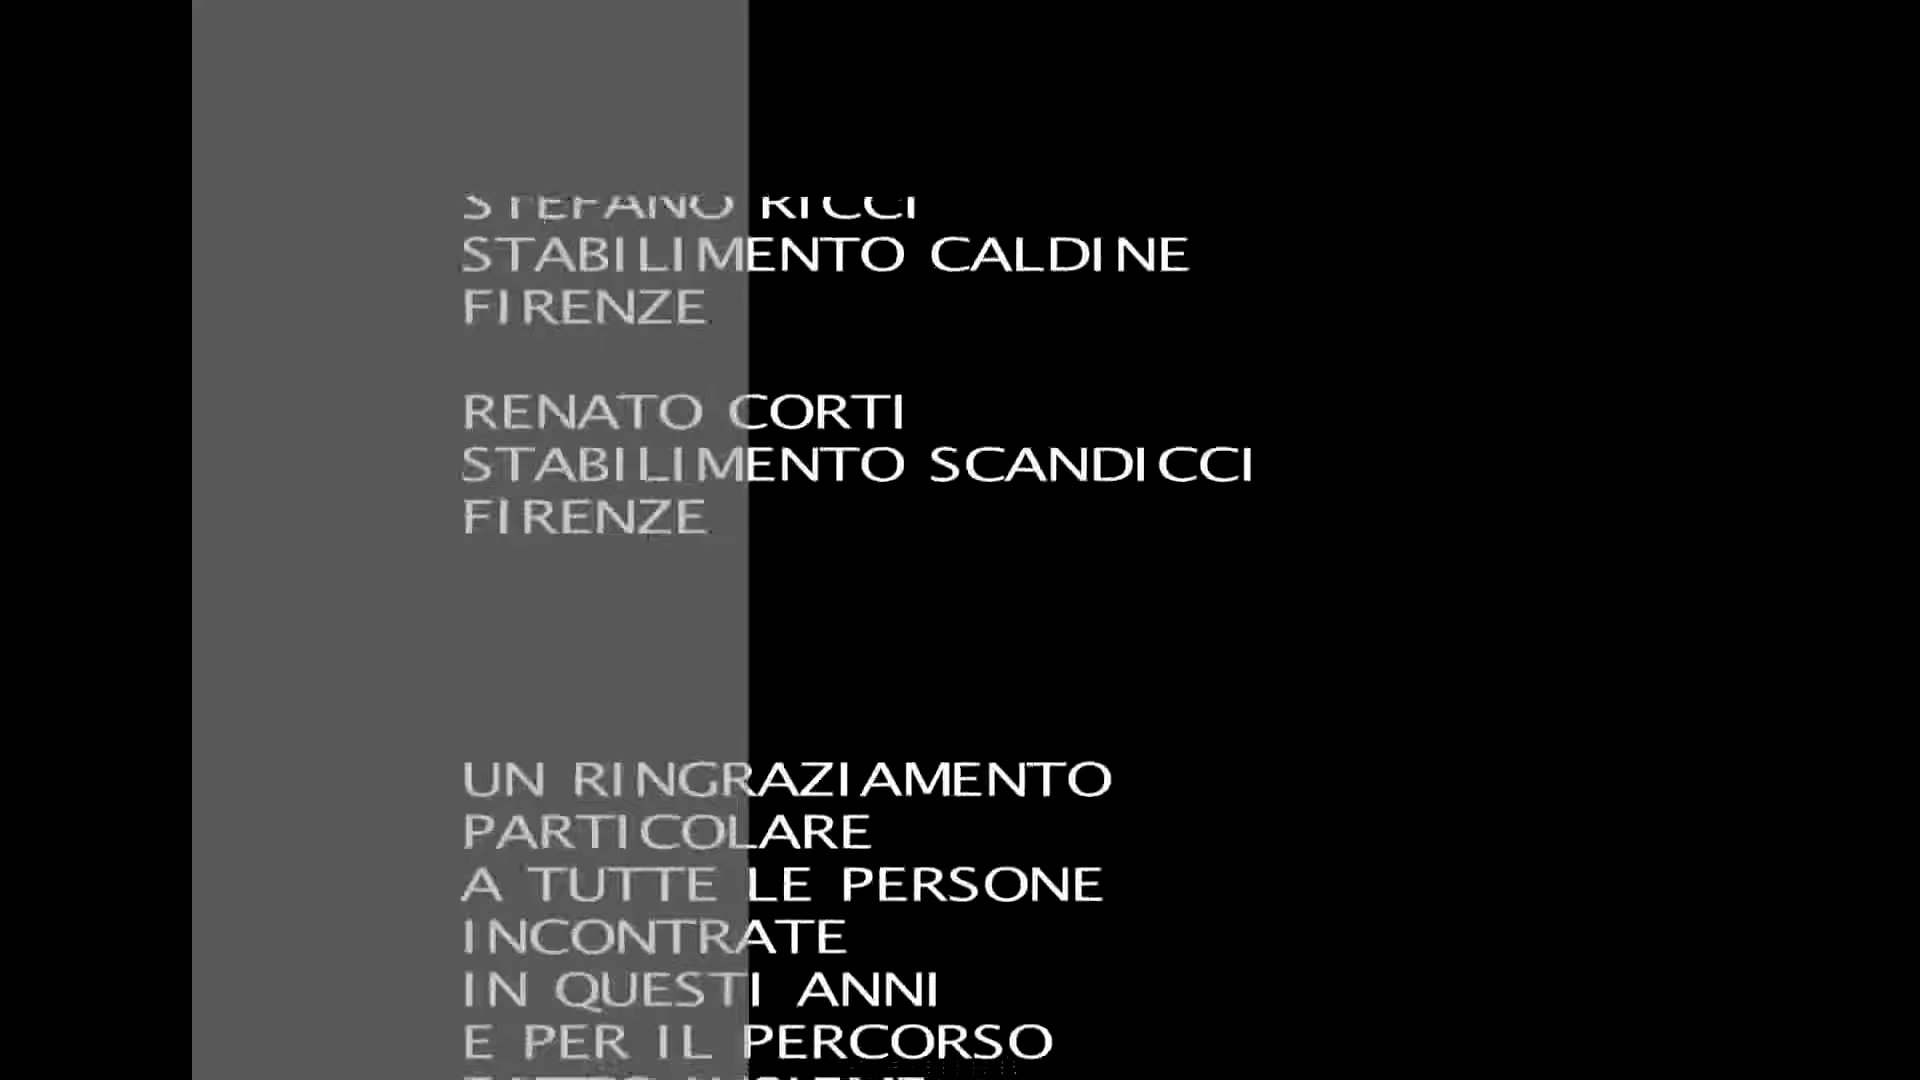 STEFANO RICCI
STABILIMENTO CALDINE
FIRENZE
RENATO CORTI
STABILIMENTO SCANDICCI
FIRENZE
UN RINGRAZIAMENTO
PARTICOLARE
A TUTTE LE PERSONE
INCONTRATE
IN QUESTI ANNI
E PER IL PERCORSO